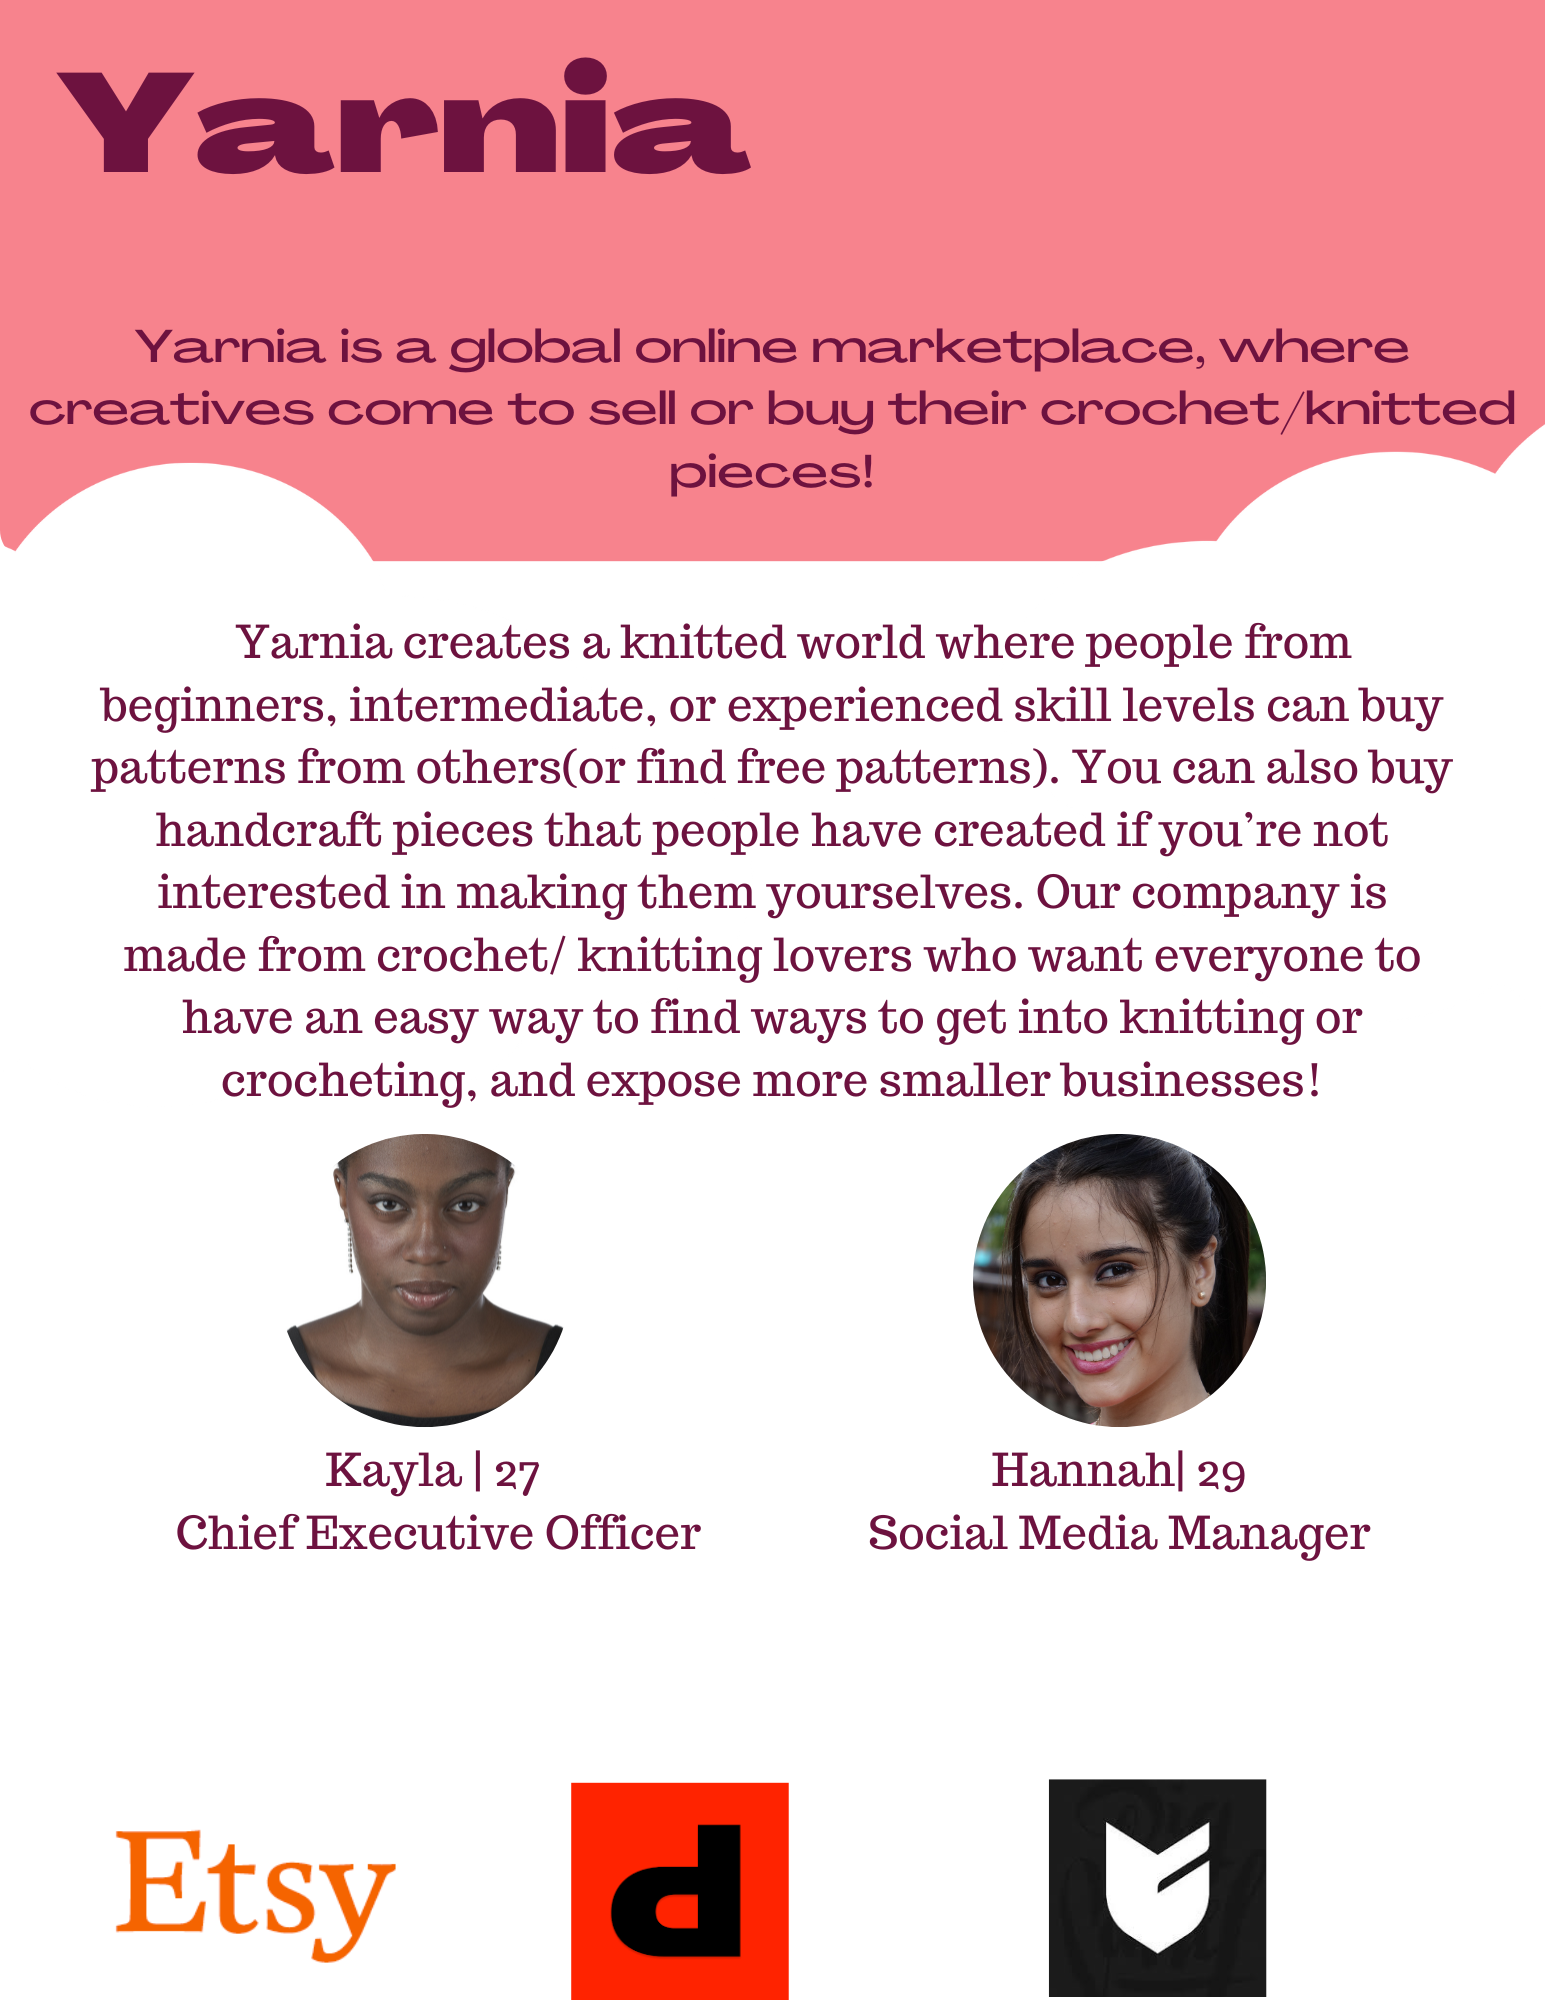 Yarnia
Yarnia is a global online marketplace, where
creatives come to sell or buy their crochet/knitted
pieces!
Yarnia creates a knitted world where people from
beginners, intermediate, or experienced skill levels can buy
patterns from others(or find free patterns). You can also buy
handcraft pieces that people have created if you’re not
interested in making them yourselves. Our company is
made from crochet/ knitting lovers who want everyone to
have an easy way to find ways to get into knitting or
crocheting, and expose more smaller businesses!
Kayla | 27
Chief Executive Officer
Hannah| 29
Social Media Manager
Etsy
d